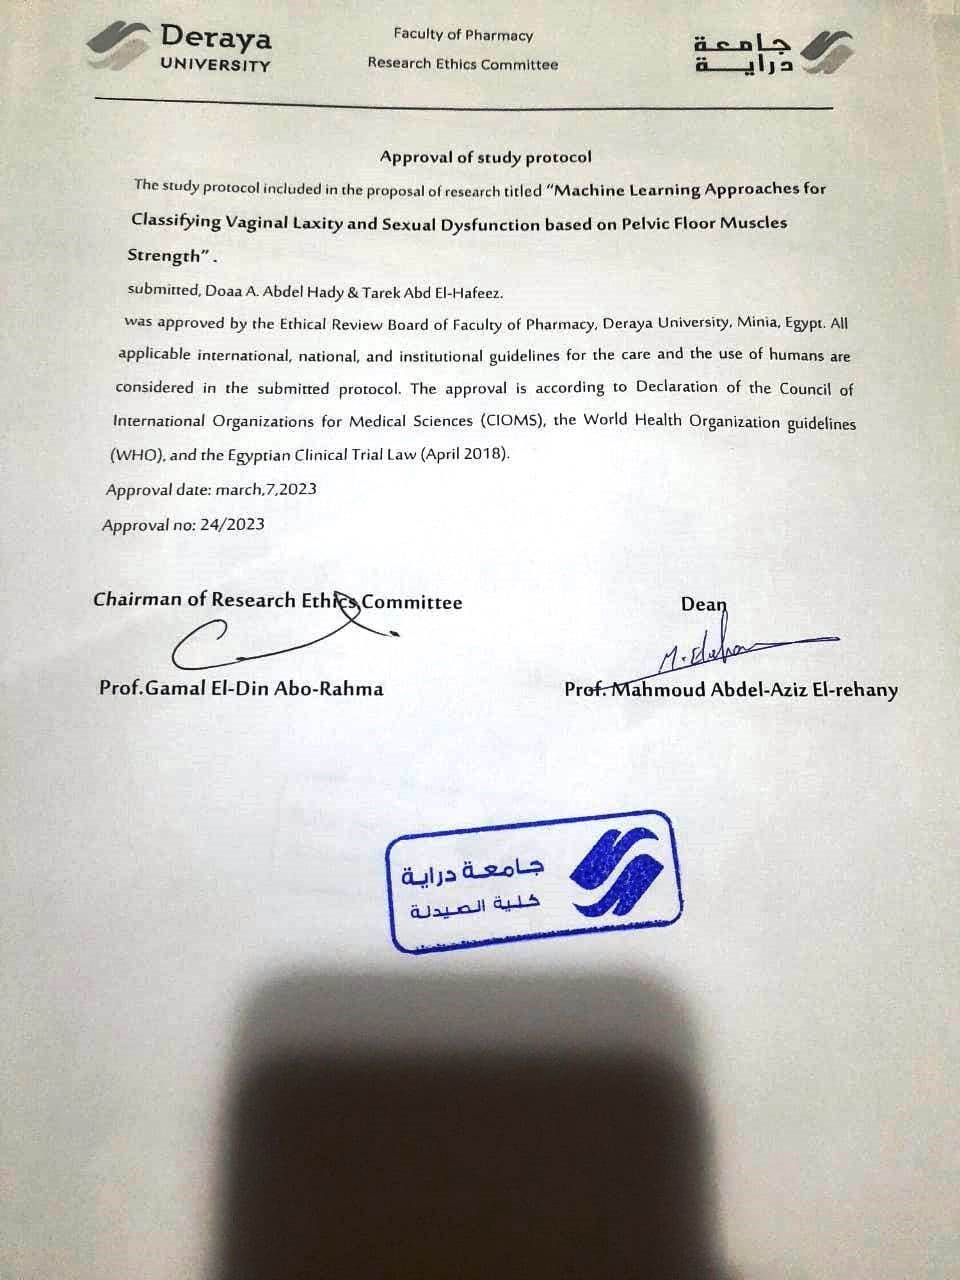 Deraya
UNIVERSITY
Faculty of Pharmacy
Research Ethics Committee
جامعة
دراية
Approval of study protocol
The study protocol included in the proposal of research titled “Machine Learning Approaches for
Classifying Vaginal Laxity and Sexual Dysfunction based on Pelvic Floor Muscles
Strength”.
submitted, Doaa A. Abdel Hady & Tarek Abd El-Hafeez.
was approved by the Ethical Review Board of Faculty of Pharmacy, Deraya University, Minia, Egypt. All
applicable international, national, and institutional guidelines for the care and the use of humans are
considered in the submitted protocol. The approval is according to Declaration of the Council of
International Organizations for Medical Sciences (CIOMS), the World Health Organization guidelines
(WHO), and the Egyptian Clinical Trial Law (April 2018).
Approval date: march,7,2023
Approval no: 24/2023
Chairman of Research Ethics Committee
Dean
Prof.Gamal El-Din Abo-Rahma
Prof. Mahmoud Abdel-Aziz El-rehany
جامعة دراية
كلية الصيدلة